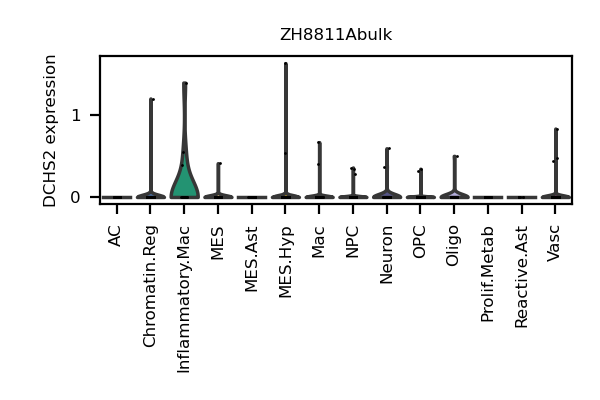 ZH8811Abulk
DCHS2 expression
1
0
AC
Chromatin.Reg
Inflammatory.Mac
MES
MES.Ast
MES.Hyp
Mac
NPC
Neuron
OPC
Oligo
Prolif.Metab
Reactive.Ast
Vasc